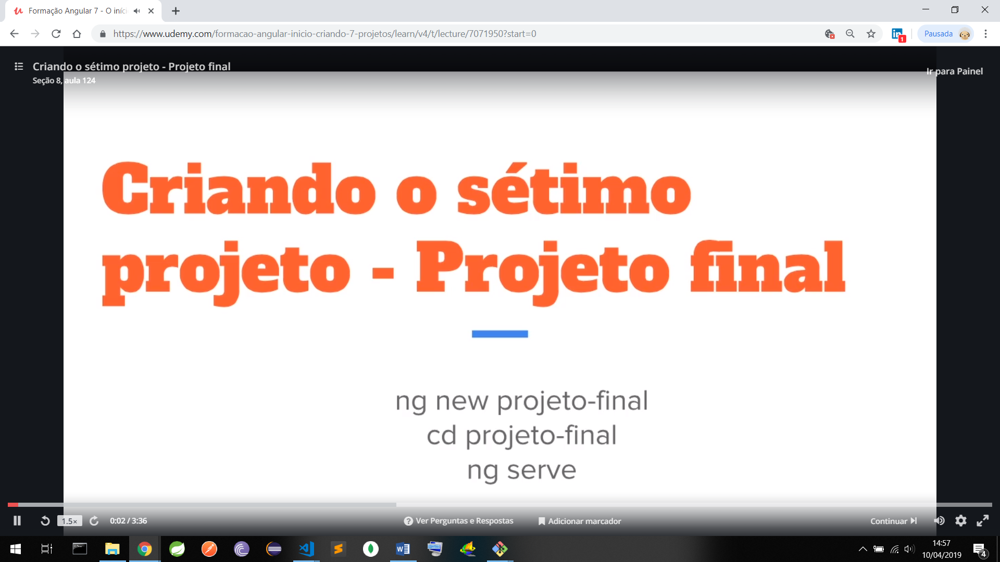 Formação Angular 7 - O iníci
https://www.udemy.com/formacao-angular-inicio-criando-7-projetos/learn/v4/t/lecture/7071950?start=0
1
Pausada
Criando o sétimo projeto - Projeto final
Seção 8, aula 124
Ir para Painel
Criando o sétimo
projeto - Projeto final
ng new projeto-final
cd projeto-final
ng serve
1.5×
0:02 / 3:36
Ver Perguntas e Respostas
Adicionar marcador
Continuar
14:57
10/04/2019
4